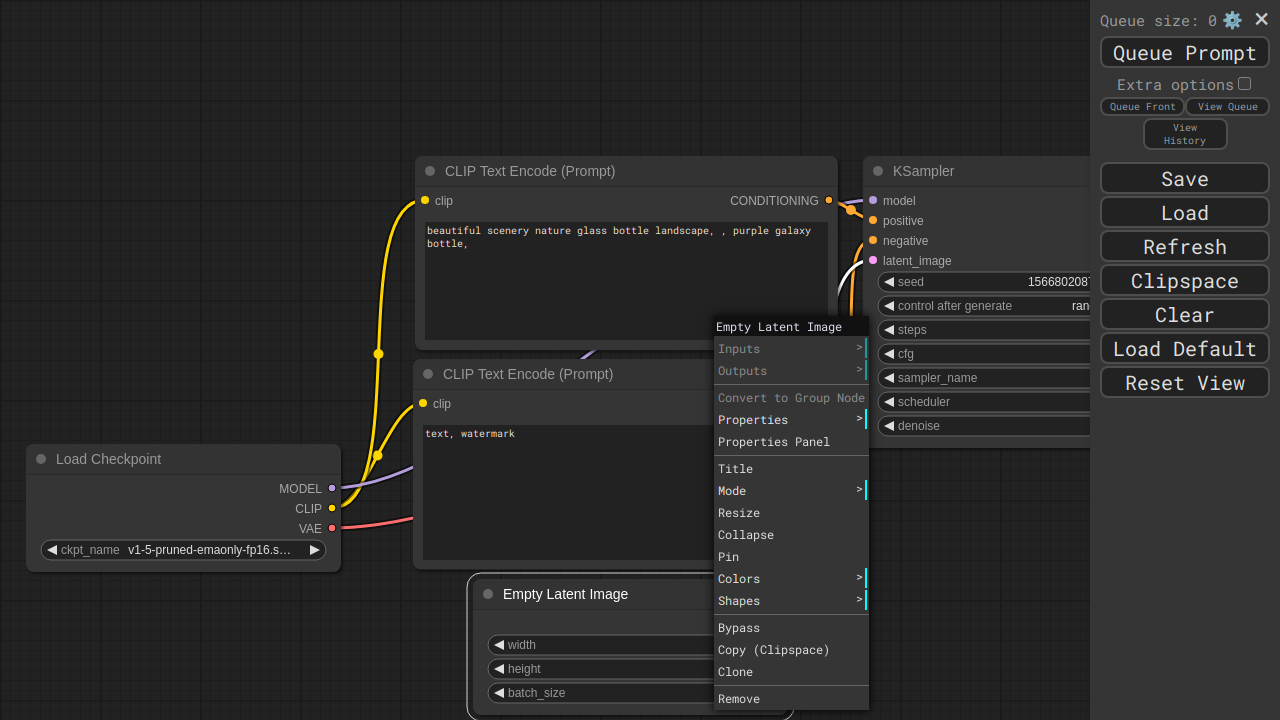 Queue size: 0
Queue Prompt
Extra options
Queue Front
View Queue
View
History
Save
Load
Refresh
Clipspace
Clear
Load Default
Reset View
CLIP Text Encode (Prompt)
clip
CONDITIONING
beautiful scenery nature glass bottle landscape, , purple galaxy
bottle,
KSampler
model
positive
negative
latent_image
seed
control after generate
steps
cfg
sampler_name
scheduler
denoise
CLIP Text Encode (Prompt)
clip
text, watermark
Load Checkpoint
MODEL
CLIP
VAE
ckpt_name v1-5-pruned-emaonly-fp16.s…
Empty Latent Image
width
height
batch_size
Empty Latent Image
Inputs >
Outputs >
Convert to Group Node
Properties >
Properties Panel
Title
Mode >
Resize
Collapse
Pin
Colors >
Shapes >
Bypass
Copy (Clipspace)
Clone
Remove